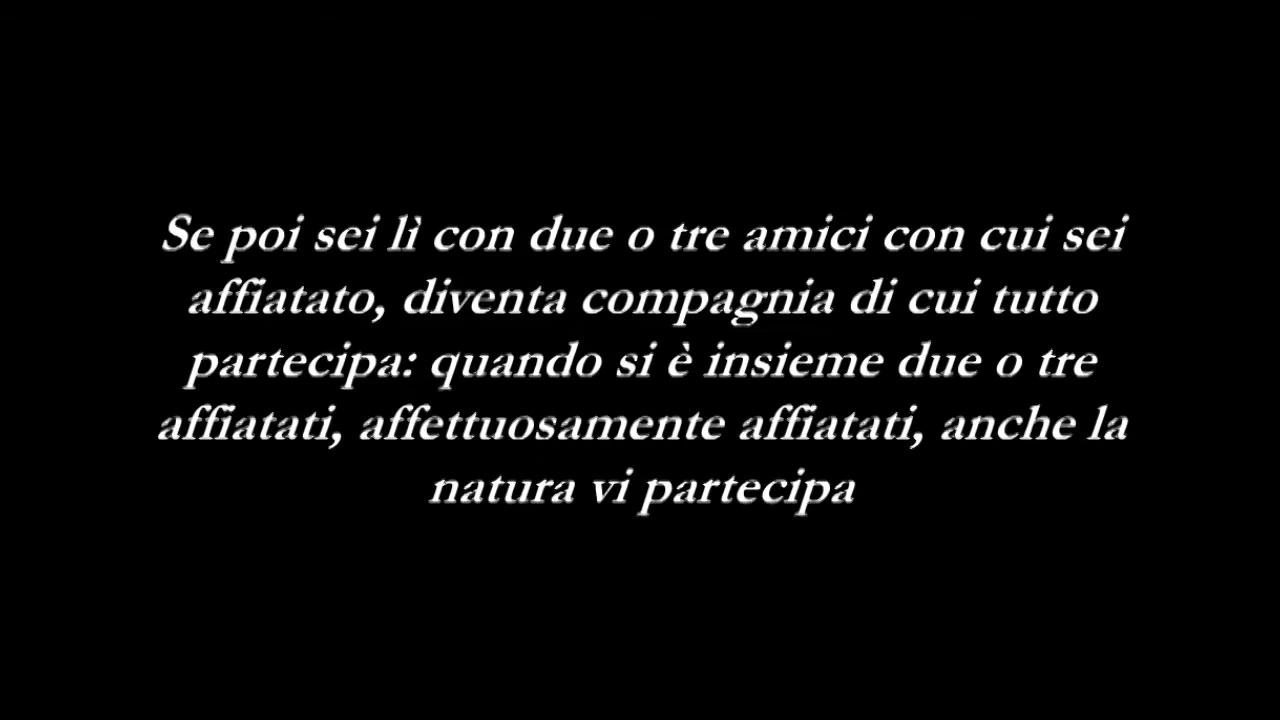 Se poi sei lì con due o tre amici con cui sei
affiatato, diventa compagnia di cui tutto
partecipa: quando si è insieme due o tre
affiatati, affettuosamente affiatati, anche la
natura vi partecipa